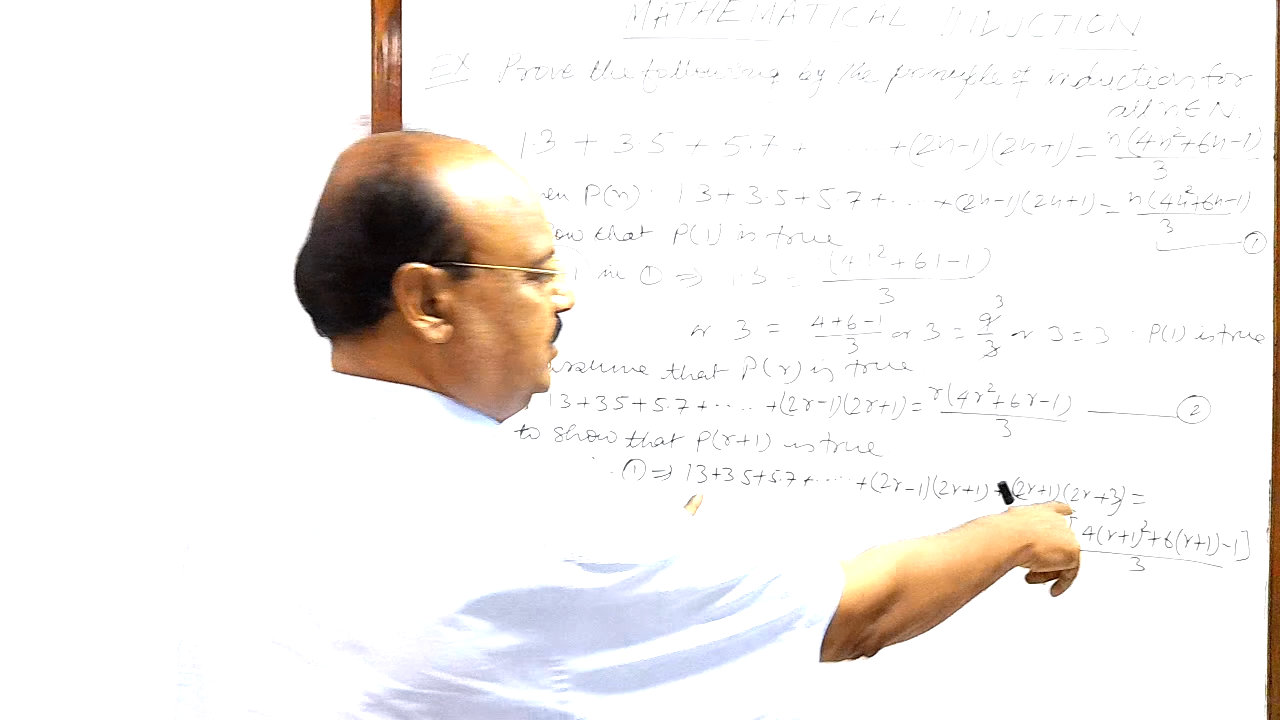 MATHEMATICAL INDUCTION
EX Prove the following by the principle of induction for
all n∈N.
1.3 + 3.5 + 5.7 + ... +(2n-1)(2n+1) = n(4n²+6n-1)/3
P(n): 1.3+3.5+5.7+... +(2n-1)(2n+1) = n(4n²+6n-1)/3 ①
that P(1) is true
1 in ① ⇒ 1.3 = (4.1²+6.1-1)/3
or 3 = 4+6-1/3 or 3 = 9/3 3 or 3 = 3 . P(1) is true
assume that P(r) is true
1.3+3.5+5.7+..... +(2r-1)(2r+1) = r(4r²+6r-1)/3 ②
to show that P(r+1) is true
① ⇒ 1.3+3.5+5.7+..... +(2r-1)(2r+1)+(2r+1)(2r+3) =
[4(r+1)²+6(r+1)-1]/3